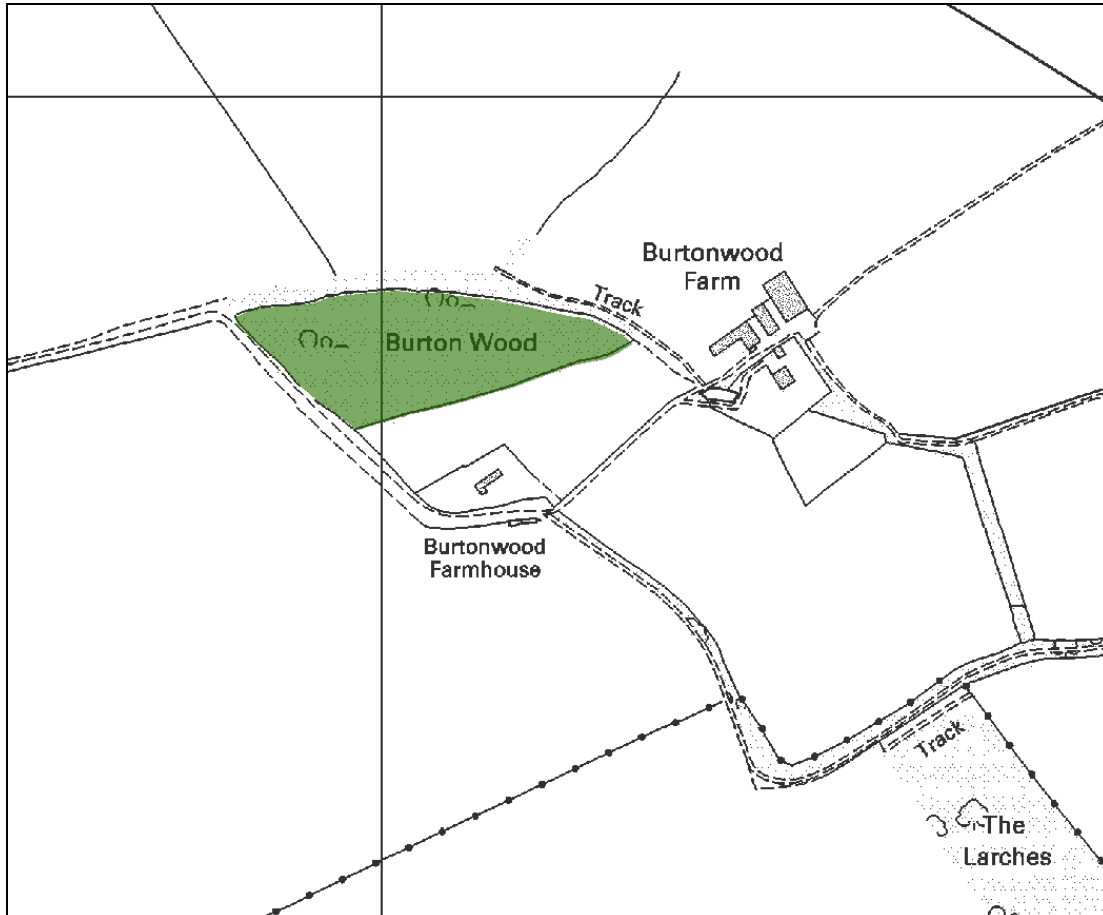 Burtonwood
Farm
Track
Burton Wood
Burtonwood
Farmhouse
Track
The
Larches